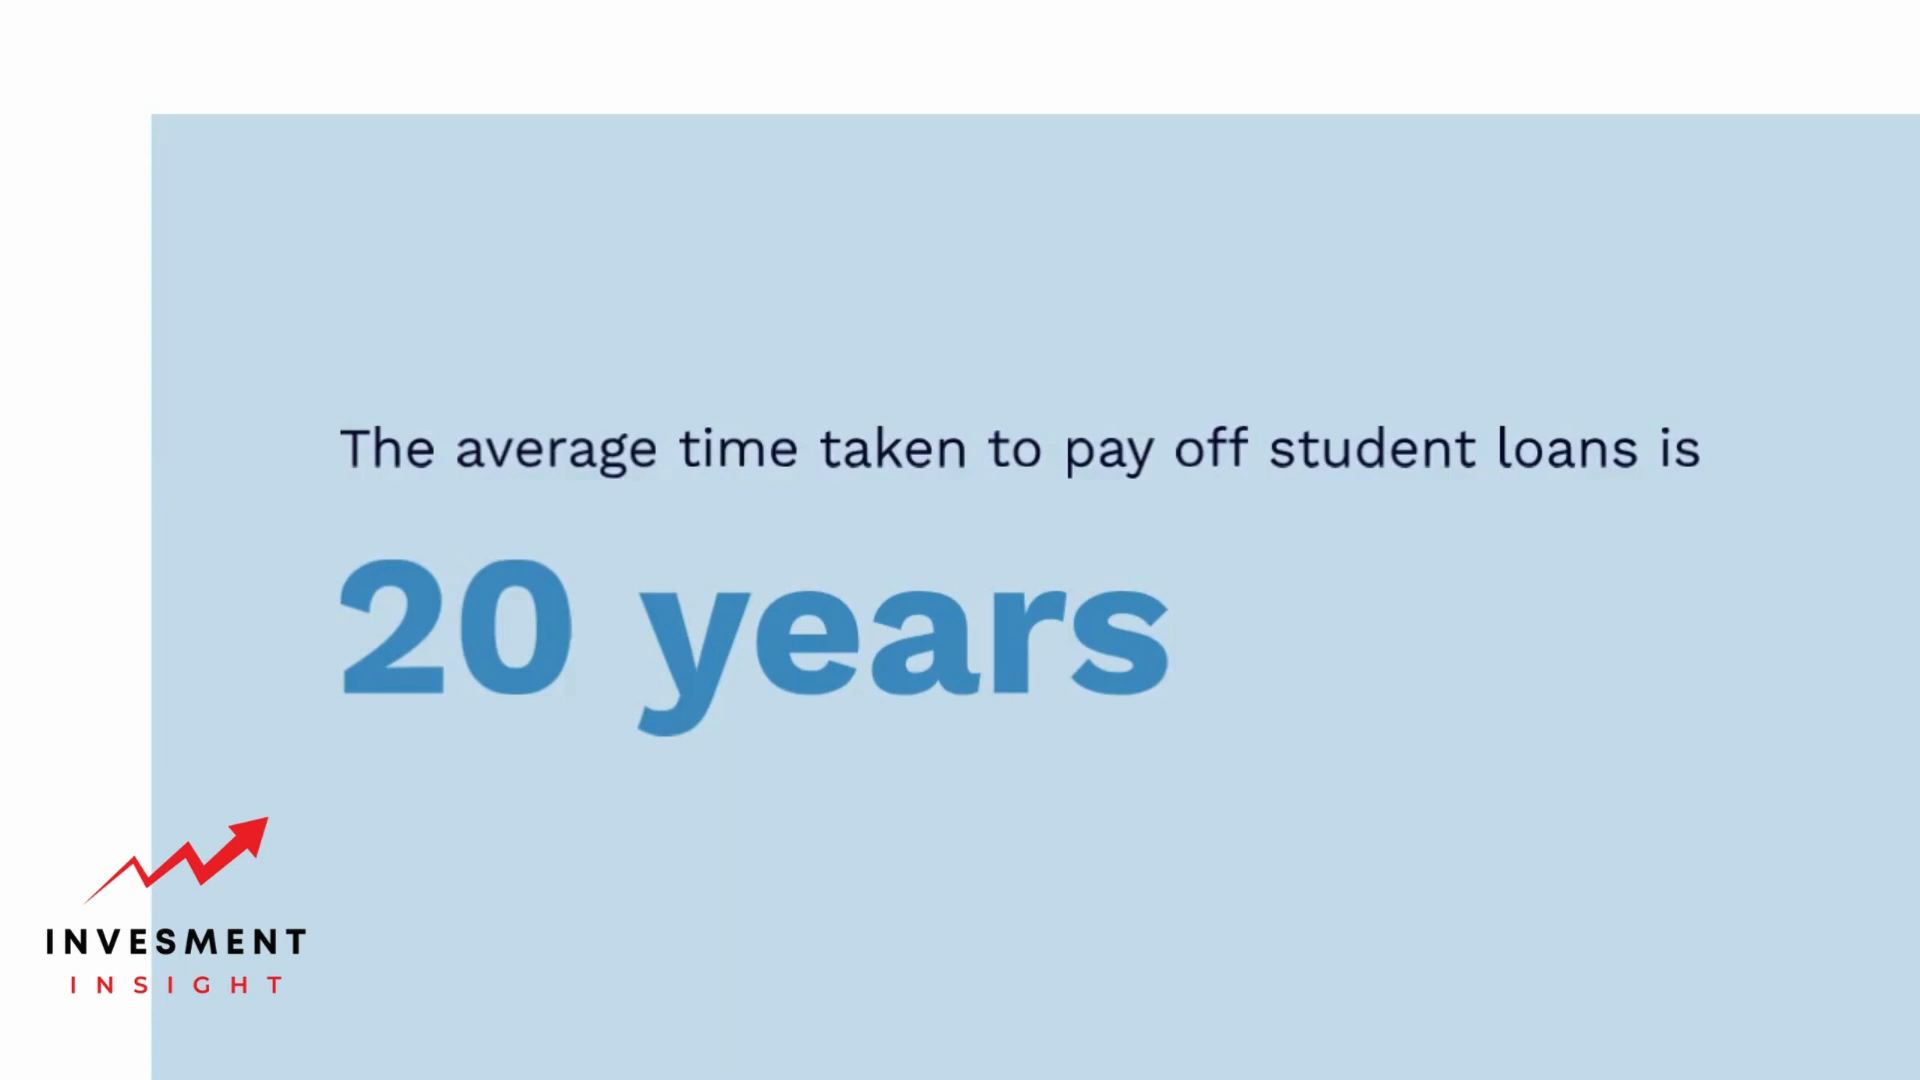 The average time taken to pay off student loans is
20 years
INVESMENT
INSIGHT